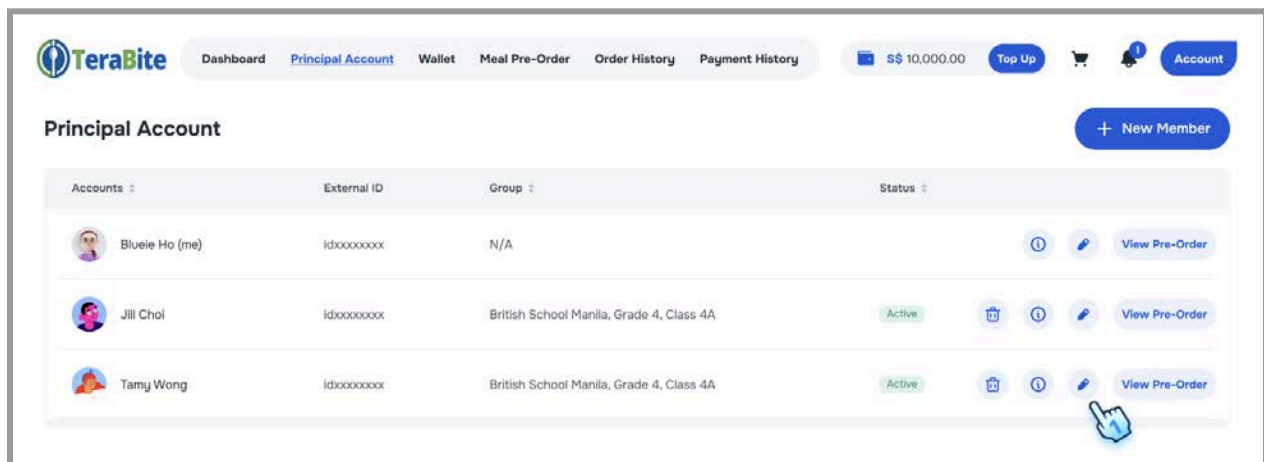 TeraBite Dashboard Principal Account Wallet Meal Pre-Order Order History Payment History S$ 10,000.00 Top Up 1 Account
Principal Account + New Member
Accounts External ID Group Status
Blueie Ho (me) idxxxxxxxx N/A View Pre-Order
Jill Choi idxxxxxxxx British School Manila, Grade 4, Class 4A Active View Pre-Order
Tamy Wong idxxxxxxxx British School Manila, Grade 4, Class 4A Active View Pre-Order
1